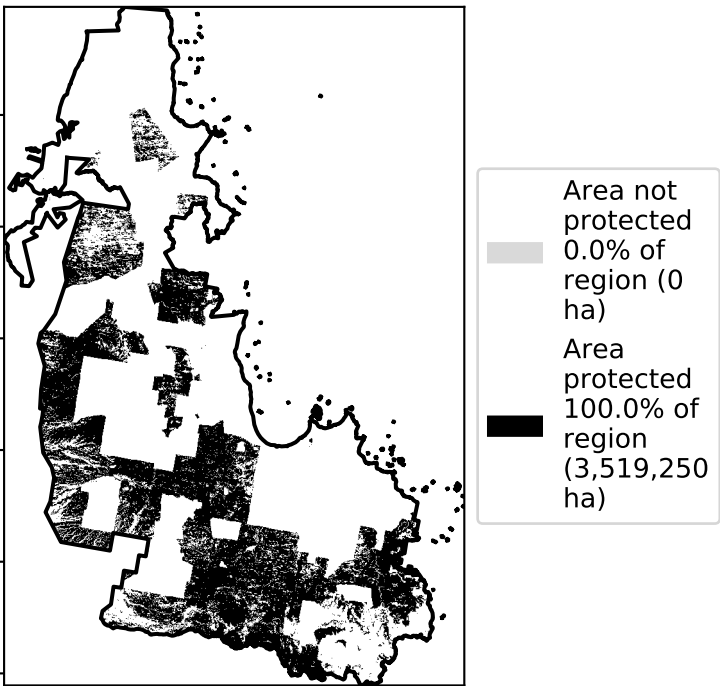 Area not
protected
0.0% of
region (0
ha)
Area
protected
100.0% of
region
(3,519,250
ha)